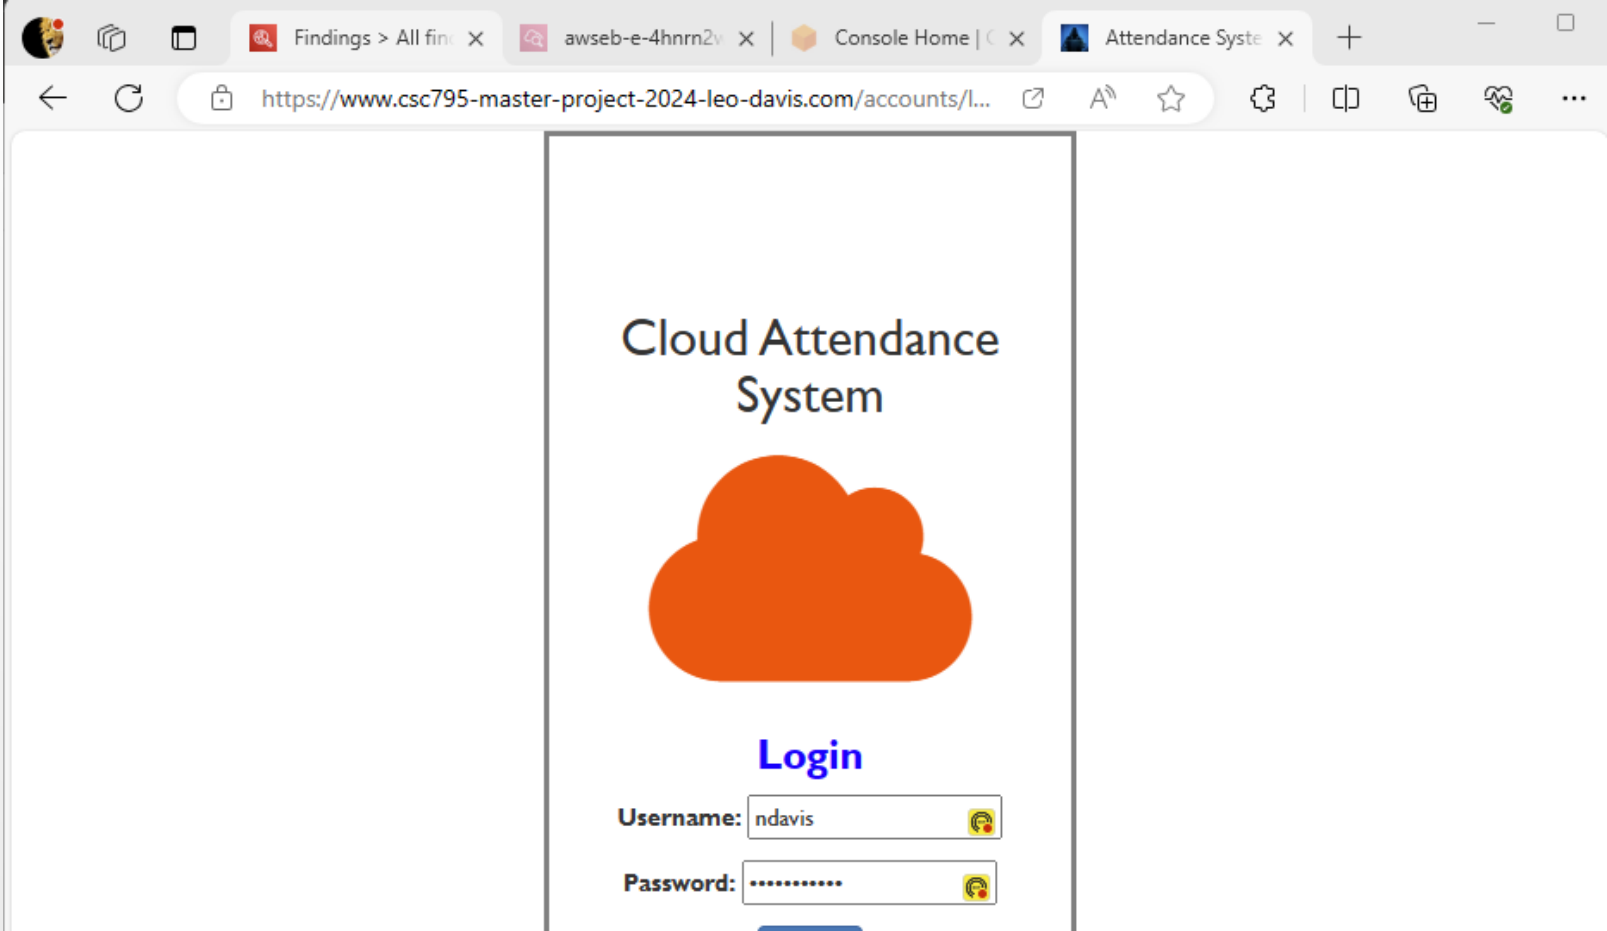 Findings > All fin
awseb-e-4hnrn2v
Console Home | C
Attendance Syste
https://www.csc795-master-project-2024-leo-davis.com/accounts/l...
Cloud Attendance
System
Login
Username: ndavis
Password: •••••••••••